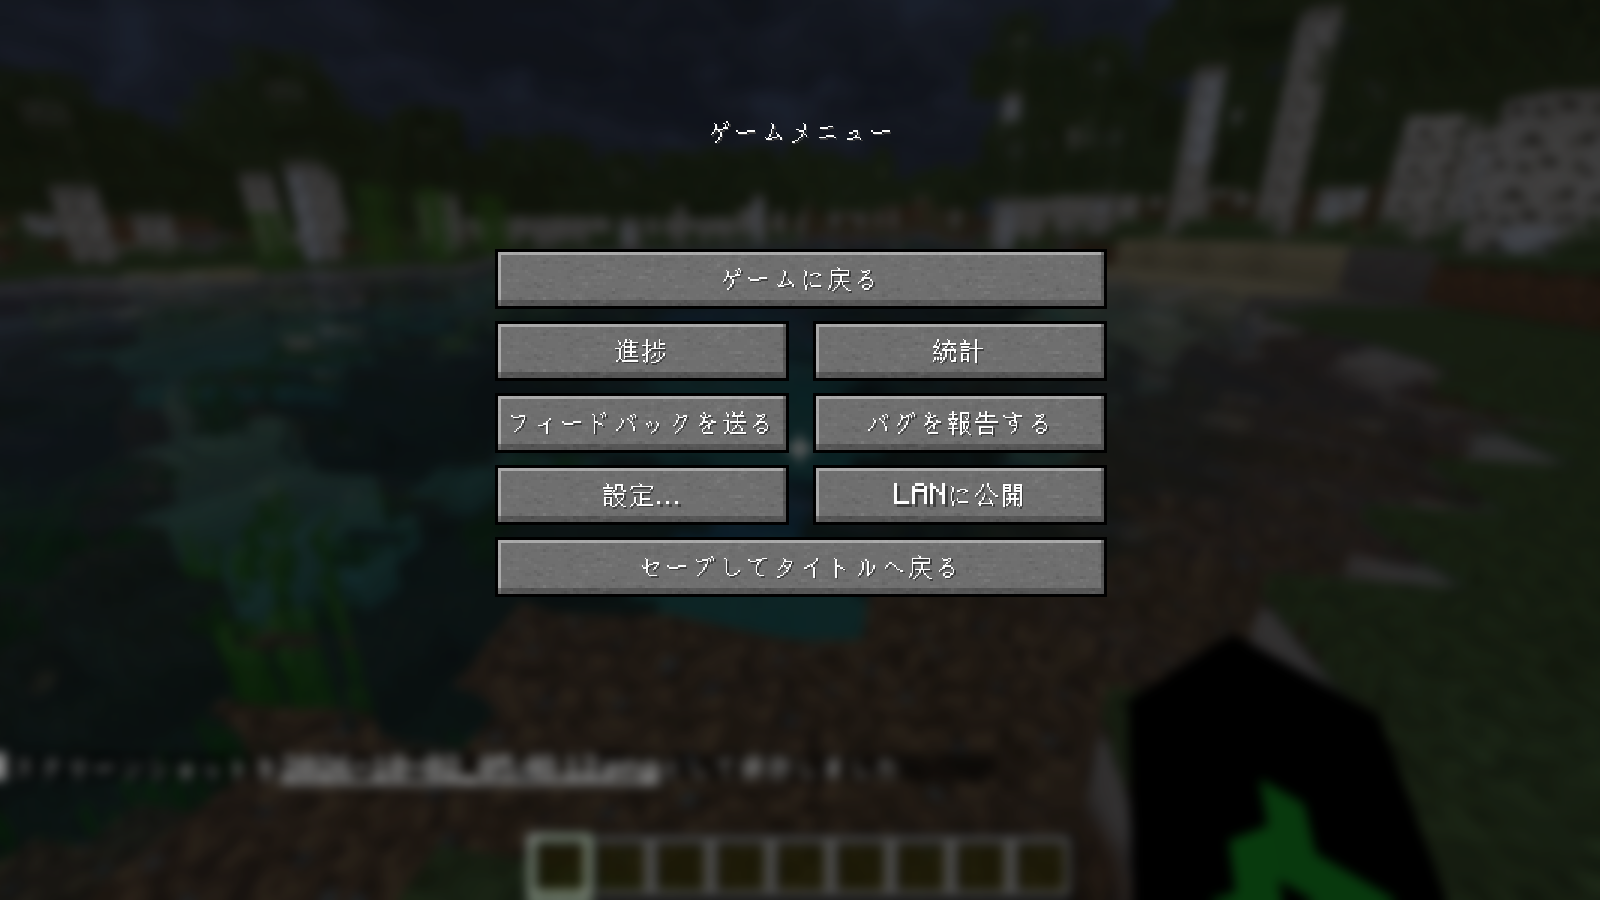 ゲームメニュー
ゲームに戻る
進捗
統計
フィードバックを送る
バグを報告する
設定...
LANに公開
セーブしてタイトルへ戻る